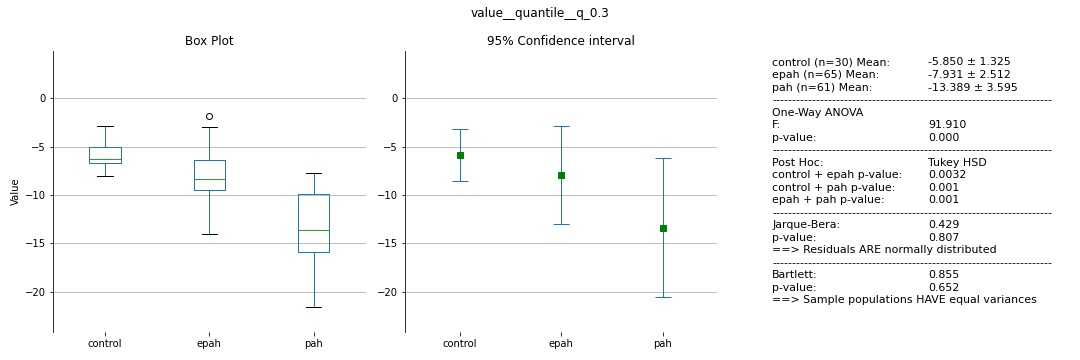 value__quantile__q_0.3
Box Plot
Value
0
−5
−10
−15
−20
control epah pah
95% Confidence interval
0
−5
−10
−15
−20
control epah pah
control (n=30) Mean: -5.850 ± 1.325
epah (n=65) Mean: -7.931 ± 2.512
pah (n=61) Mean: -13.389 ± 3.595
One-Way ANOVA
F: 91.910
p-value: 0.000
Post Hoc: Tukey HSD
control + epah p-value: 0.0032
control + pah p-value: 0.001
epah + pah p-value: 0.001
Jarque-Bera: 0.429
p-value: 0.807
==> Residuals ARE normally distributed
Bartlett: 0.855
p-value: 0.652
==> Sample populations HAVE equal variances